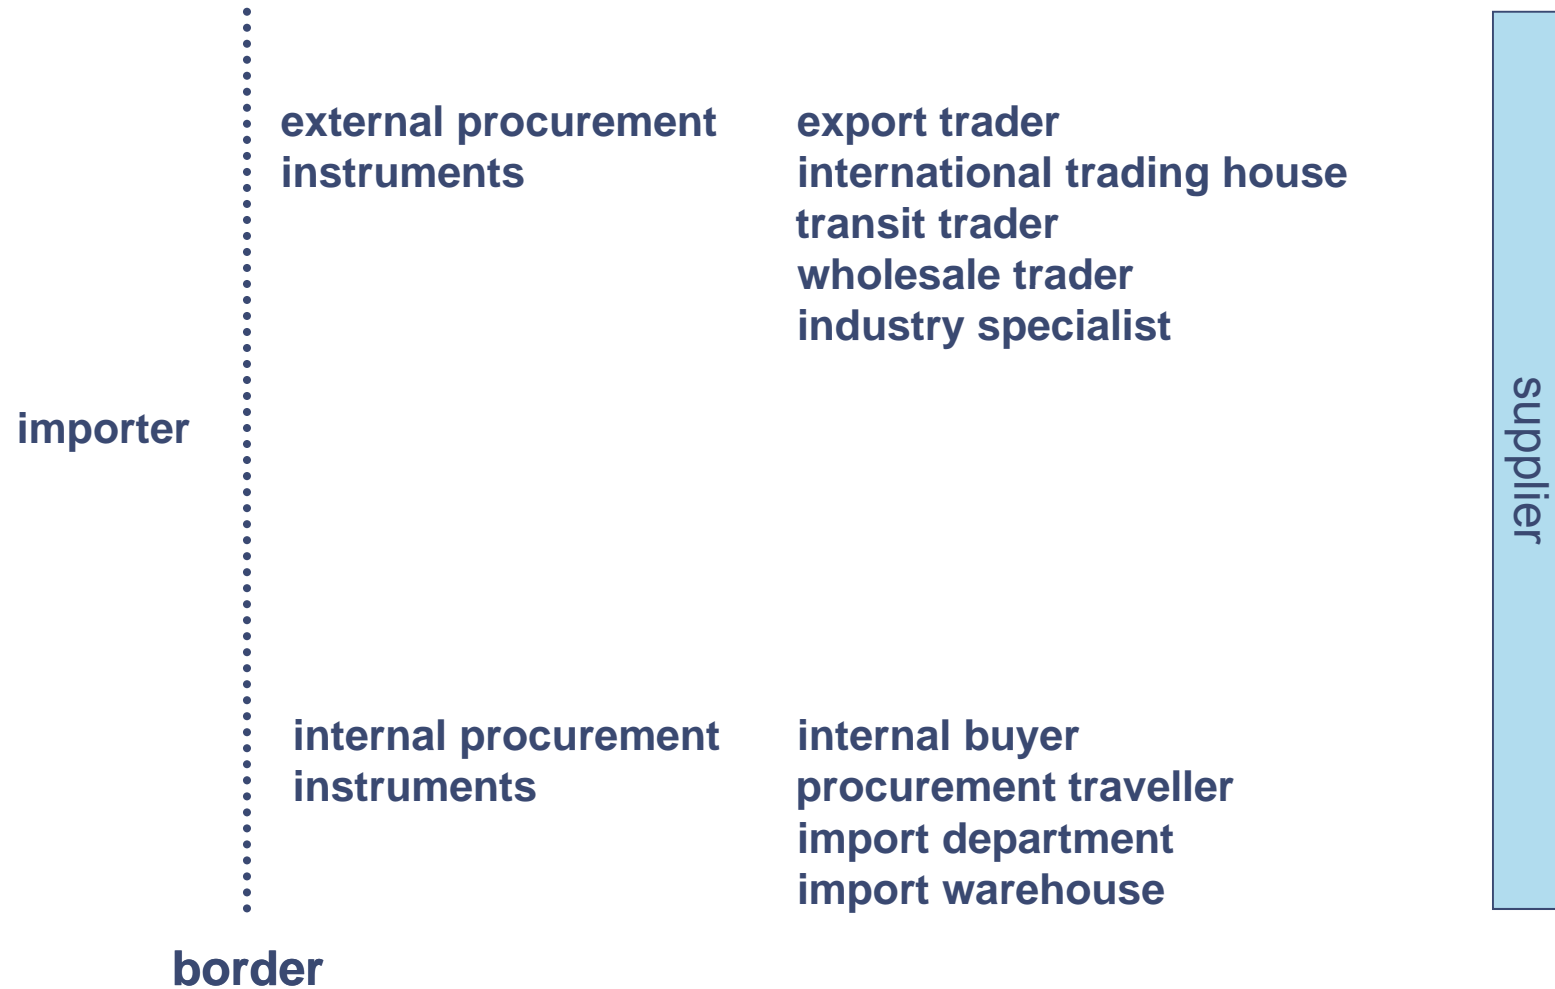 external procurement
instruments
export trader
international trading house
transit trader
wholesale trader
industry specialist
importer
supplier
internal procurement
instruments
internal buyer
procurement traveller
import department
import warehouse
border